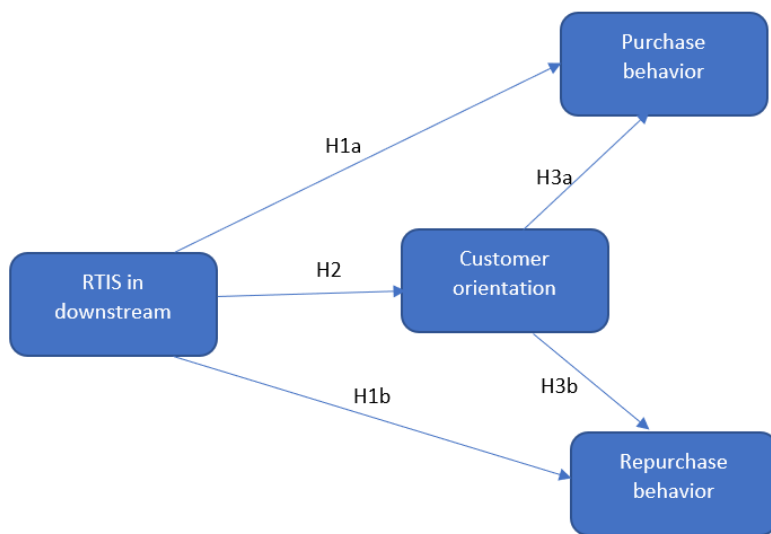 Purchase
behavior
H1a
H3a
RTIS in
downstream
H2
Customer
orientation
H1b
H3b
Repurchase
behavior